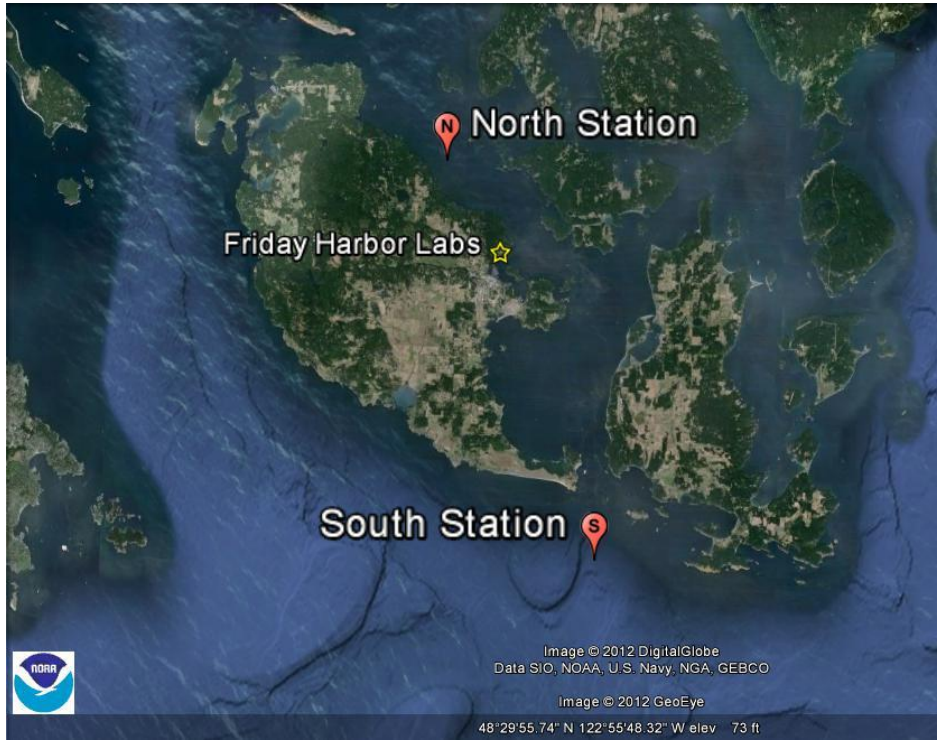 N North Station
Friday Harbor Labs
South Station S
Image © 2012 DigitalGlobe
Data SIO, NOAA, U.S. Navy, NGA, GEBCO
Image © 2012 GeoEye
NOAA
48°29'55.74" N 122°55'48.32" W elev 73 ft